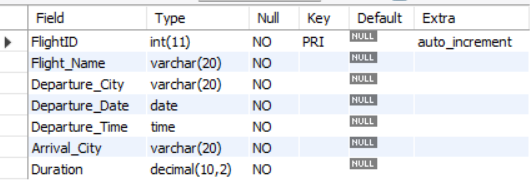 Field Type Null Key Default Extra
FlightID int(11) NO PRI NULL auto_increment
Flight_Name varchar(20) NO NULL
Departure_City varchar(20) NO NULL
Departure_Date date NO NULL
Departure_Time time NO NULL
Arrival_City varchar(20) NO NULL
Duration decimal(10,2) NO NULL